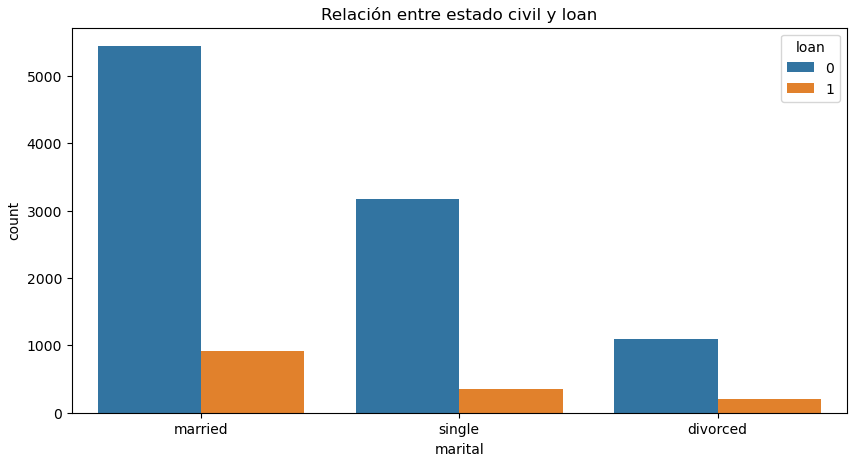 Relación entre estado civil y loan
loan
0
1
5000
4000
3000
2000
1000
0
count
married
single
divorced
marital